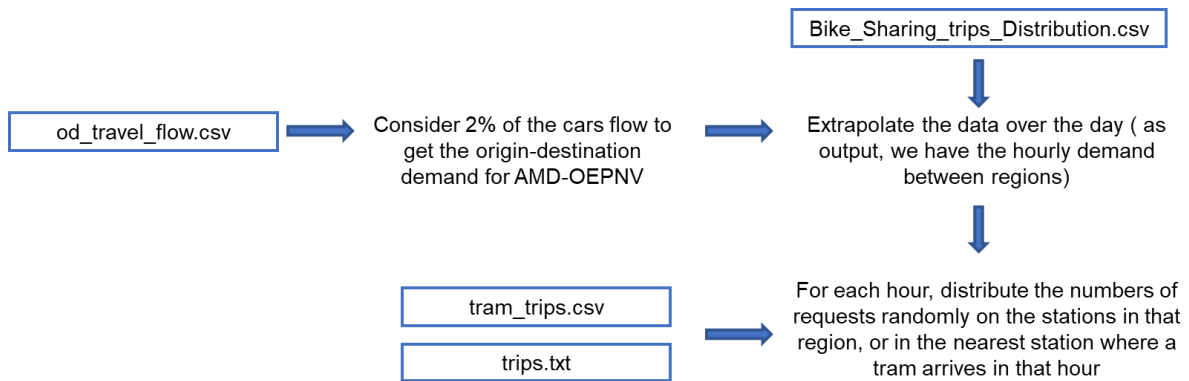 Bike_Sharing_trips_Distribution.csv
od_travel_flow.csv
Consider 2% of the cars flow to
get the origin-destination
demand for AMD-OEPNV
Extrapolate the data over the day ( as
output, we have the hourly demand
between regions)
tram_trips.csv
trips.txt
For each hour, distribute the numbers of
requests randomly on the stations in that
region, or in the nearest station where a
tram arrives in that hour